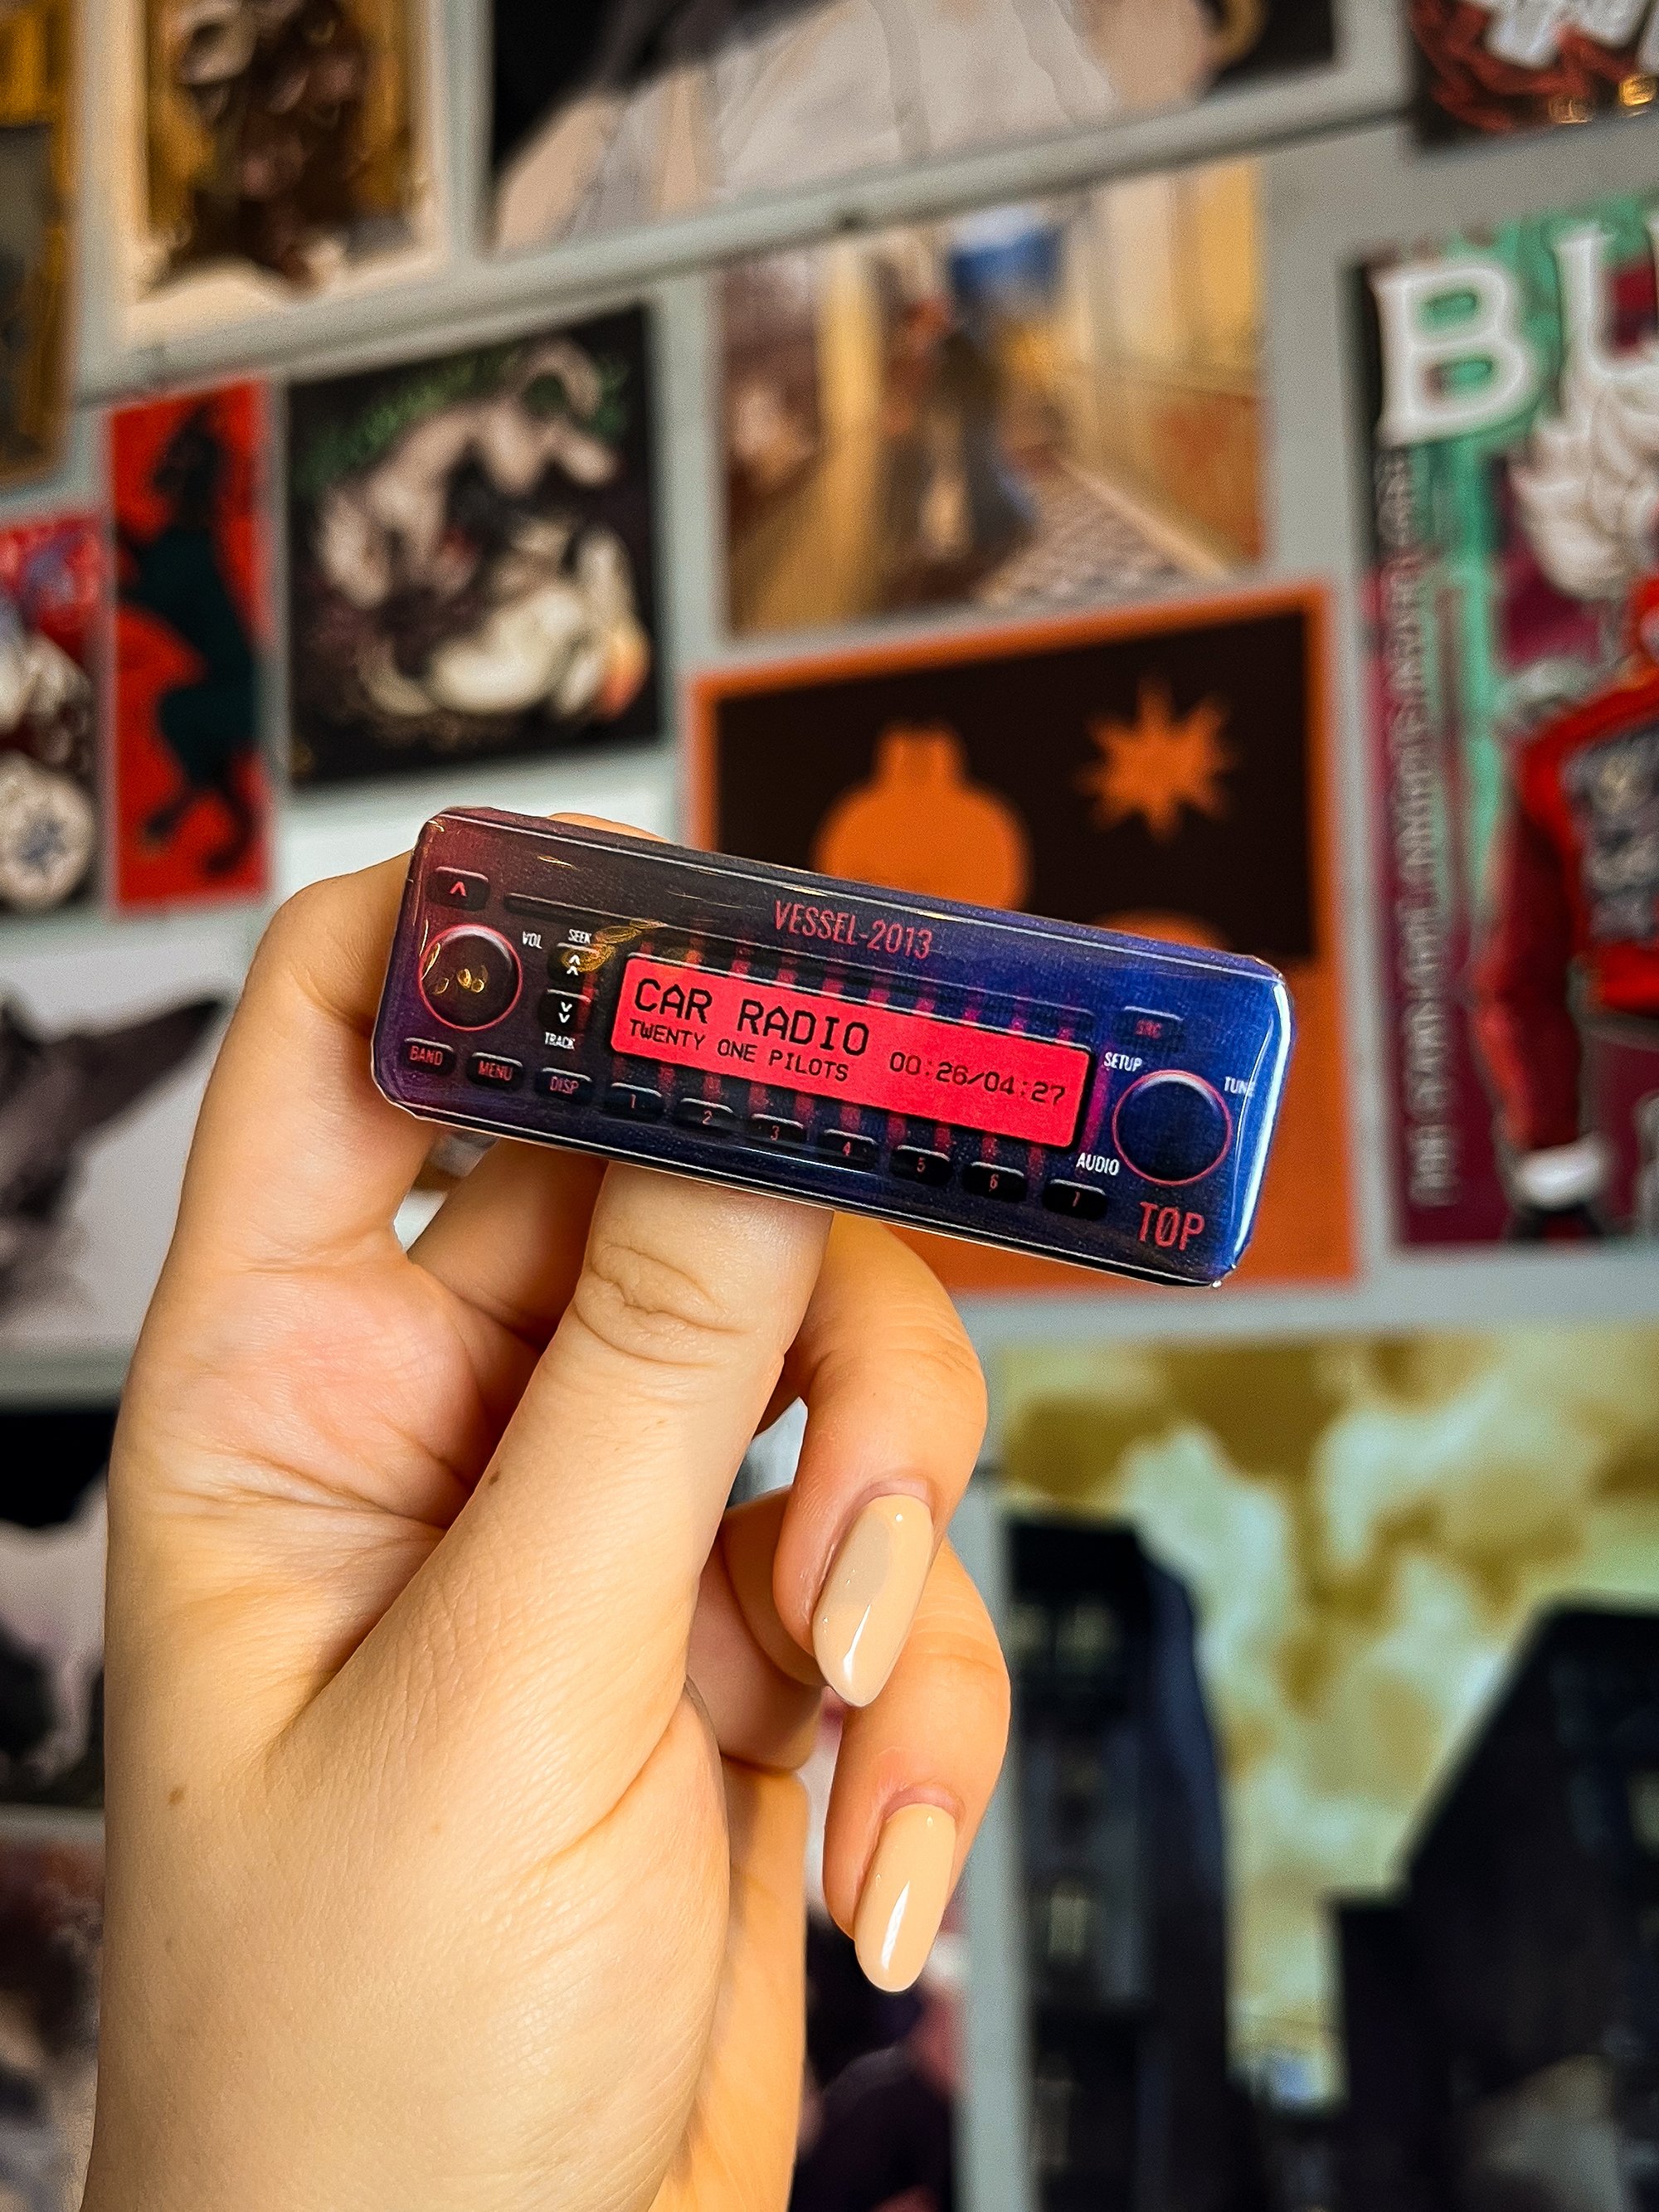 BU
VESSEL-2013
VOL
SEEK
CAR RADIO
TWENTY ONE PILOTS 00:26/04:27
SRC
TRACK
SETUP
TUNE
BAND
MENU
DISP
1
2
3
4
5
6
7
AUDIO
TØP